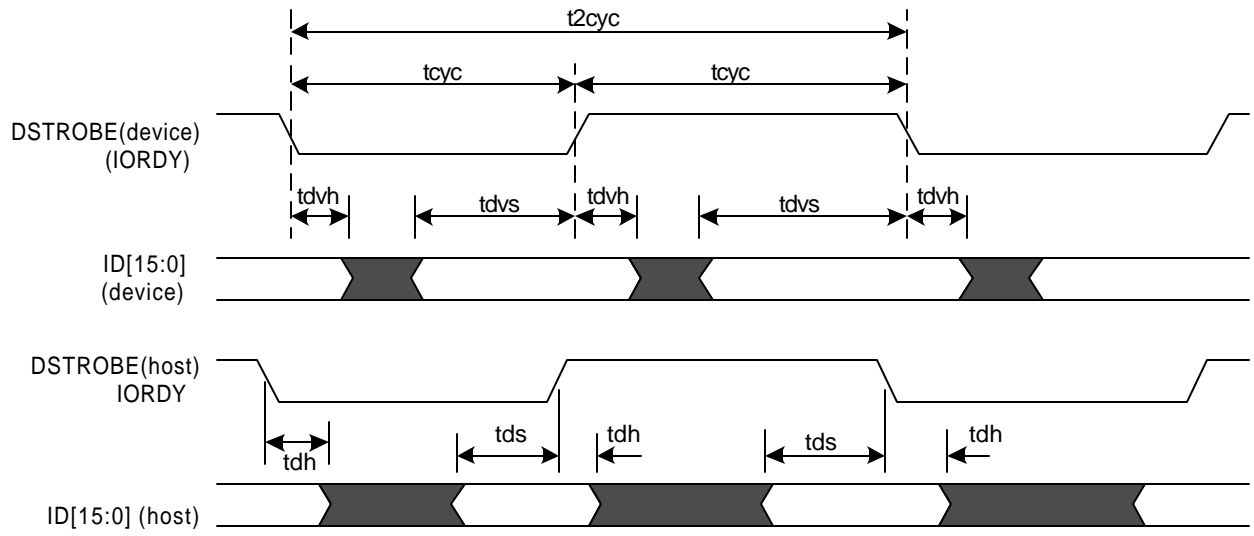 t2cyc
tcyc tcyc
DSTROBE(device)
(IORDY)
tdvh tdvs tdvh tdvs tdvh
ID[15:0]
(device)
DSTROBE(host)
IORDY
tdh tds tdh tds tdh
ID[15:0] (host)